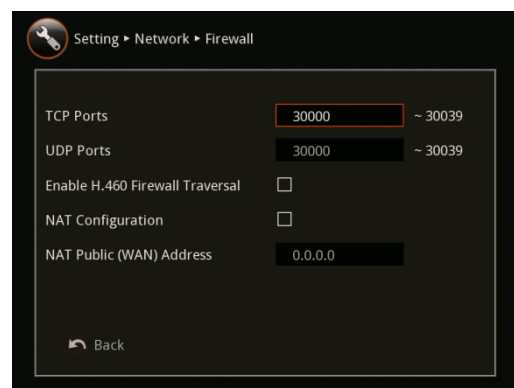 Setting ▸ Network ▸ Firewall
TCP Ports 30000 ~ 30039
UDP Ports 30000 ~ 30039
Enable H.460 Firewall Traversal
NAT Configuration
NAT Public (WAN) Address 0.0.0.0
Back